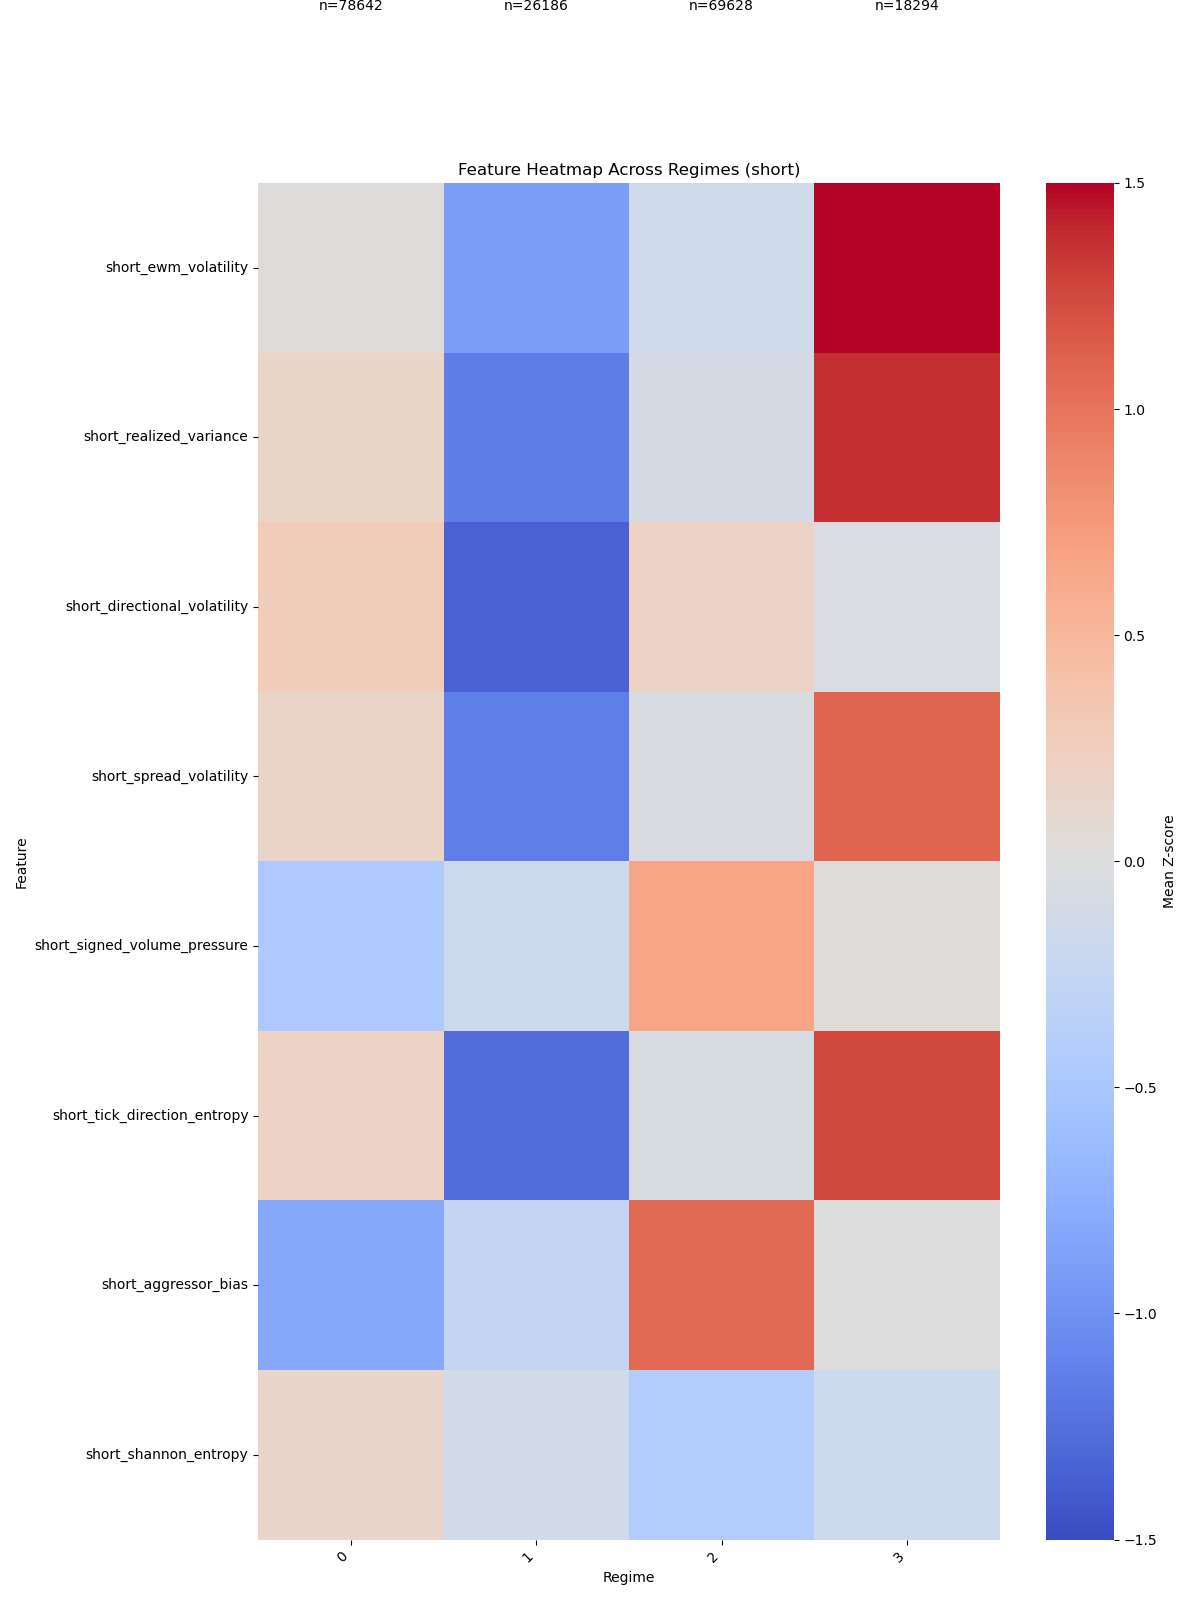 n=78642 n=26186 n=69628 n=18294
Feature Heatmap Across Regimes (short)
short_ewm_volatility
short_realized_variance
short_directional_volatility
short_spread_volatility
short_signed_volume_pressure
short_tick_direction_entropy
short_aggressor_bias
short_shannon_entropy
Feature
0 1 2 3
Regime
1.5
1.0
0.5
0.0
−0.5
−1.0
−1.5
Mean Z-score